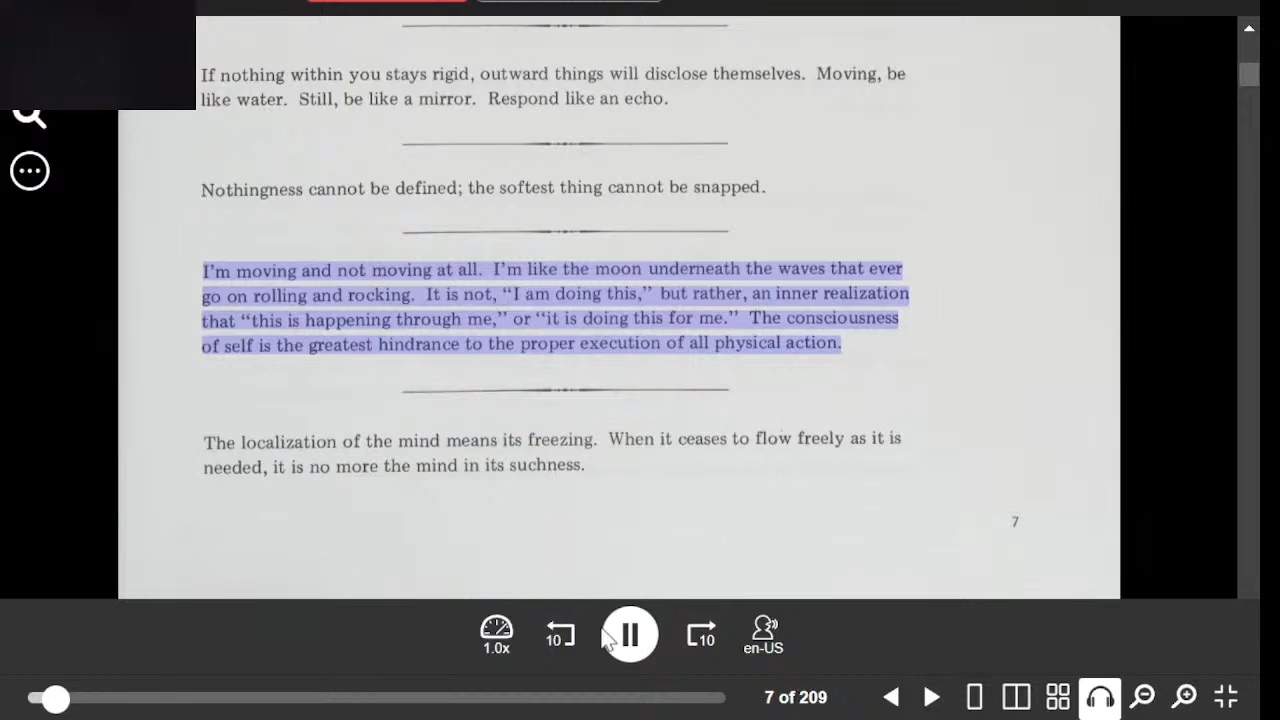 If nothing within you stays rigid, outward things will disclose themselves. Moving, be
like water. Still, be like a mirror. Respond like an echo.
Nothingness cannot be defined; the softest thing cannot be snapped.
I'm moving and not moving at all. I'm like the moon underneath the waves that ever
go on rolling and rocking. It is not, "I am doing this," but rather, an inner realization
that "this is happening through me," or "it is doing this for me." The consciousness
of self is the greatest hindrance to the proper execution of all physical action.
The localization of the mind means its freezing. When it ceases to flow freely as it is
needed, it is no more the mind in its suchness.
7
10
10
1.0x
en-US
7 of 209